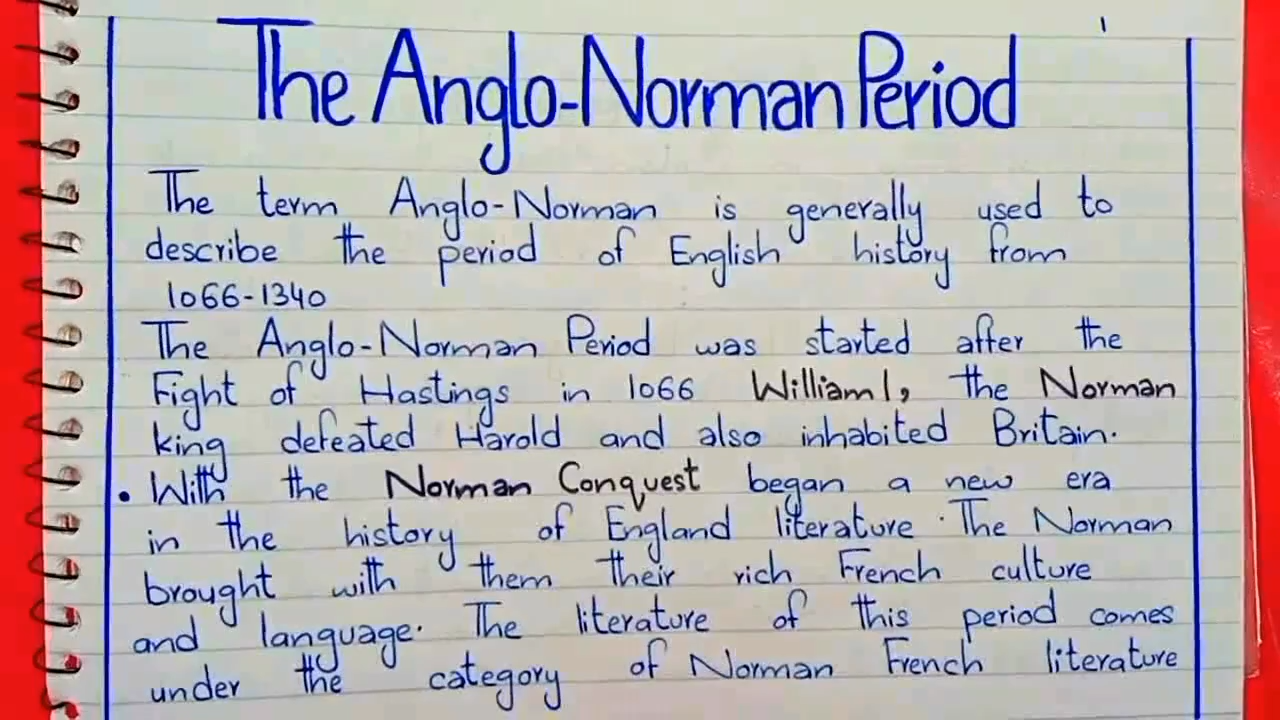 The Anglo-Norman Period
The term Anglo-Norman is generally used to
describe the period of English history from
1066-1340
The Anglo-Norman Period was started after the
Fight of Hastings in 1066 William1, the Norman
king defeated Harold and also inhabited Britain.
• With the Norman Conquest began a new era
in the history of England literature. The Norman
brought with them their rich French culture
and language. The literature of this period comes
under the category of Norman French literature